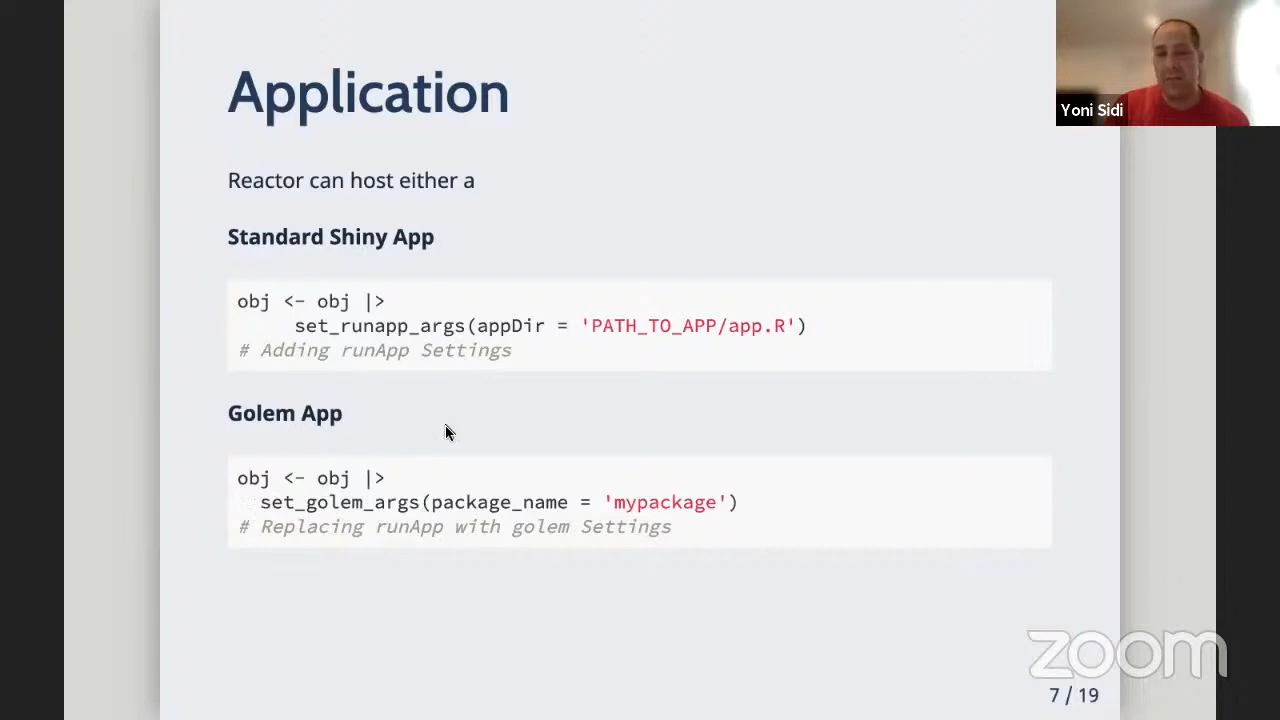 Application
Reactor can host either a
Standard Shiny App
obj <- obj |>
set_runapp_args(appDir = 'PATH_TO_APP/app.R')
# Adding runApp Settings
Golem App
obj <- obj |>
set_golem_args(package_name = 'mypackage')
# Replacing runApp with golem Settings
7 / 19
Yoni Sidi
zoom